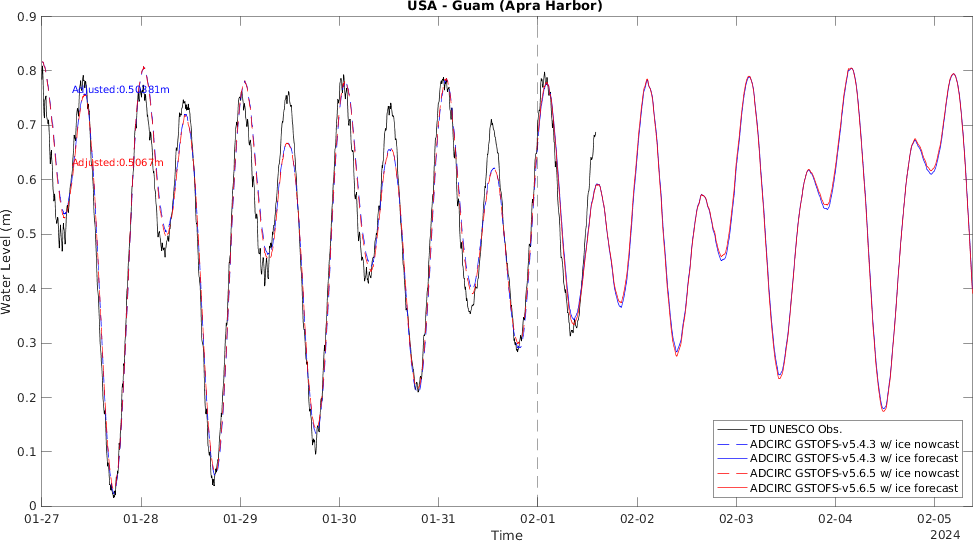 USA - Guam (Apra Harbor)
0.9
0.8
Adjusted:0.50381m
0.7
Adjusted:0.5067m
0.6
0.5
Water Level (m)
0.4
0.3
0.2
0.1
0
TD UNESCO Obs.
ADCIRC GSTOFS-v5.4.3 w/ ice nowcast
ADCIRC GSTOFS-v5.4.3 w/ ice forecast
ADCIRC GSTOFS-v5.6.5 w/ ice nowcast
ADCIRC GSTOFS-v5.6.5 w/ ice forecast
01-27 01-28 01-29 01-30 01-31 02-01 02-02 02-03 02-04 02-05
Time
2024